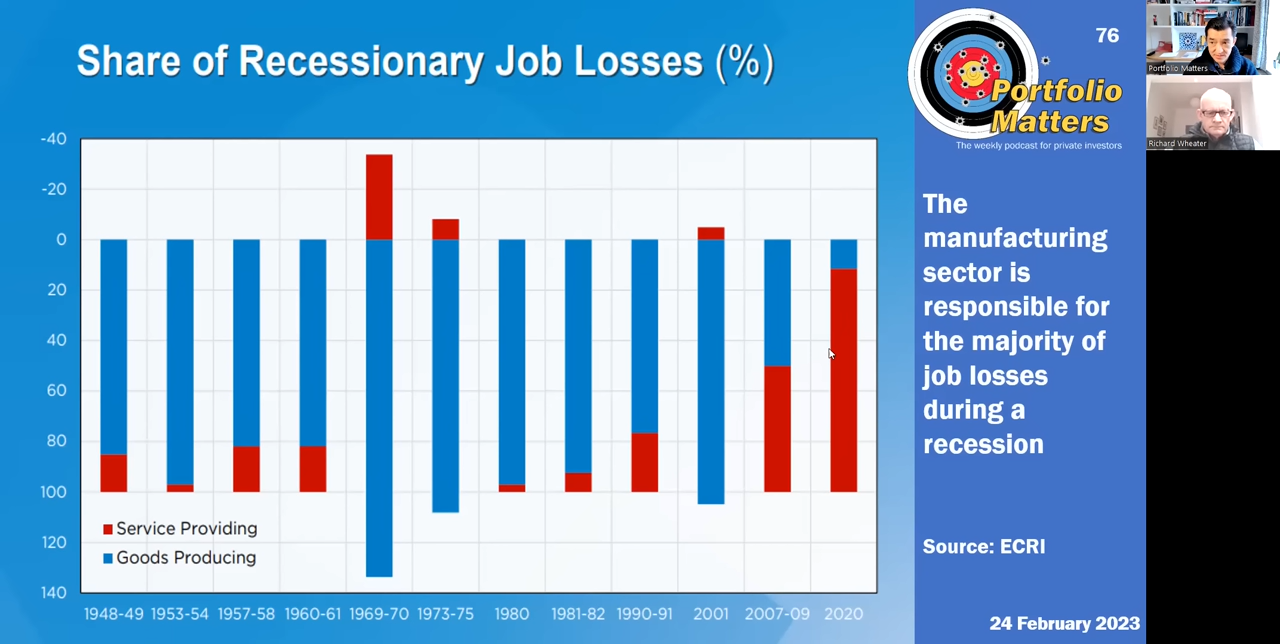 Share of Recessionary Job Losses (%)
-40
-20
0
20
40
60
80
100
120
140
Service Providing
Goods Producing
1948-49 1953-54 1957-58 1960-61 1969-70 1973-75 1980 1981-82 1990-91 2001 2007-09 2020
76
Portfolio
Matters
The weekly podcast for private investors
The
manufacturing
sector is
responsible for
the majority of
job losses
during a
recession
Source: ECRI
24 February 2023
Portfolio Matters
Richard Wheater